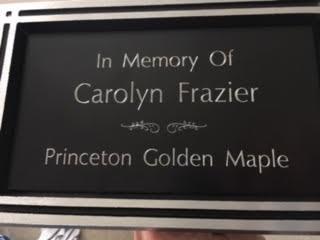 In Memory Of
Carolyn Frazier
Princeton Golden Maple